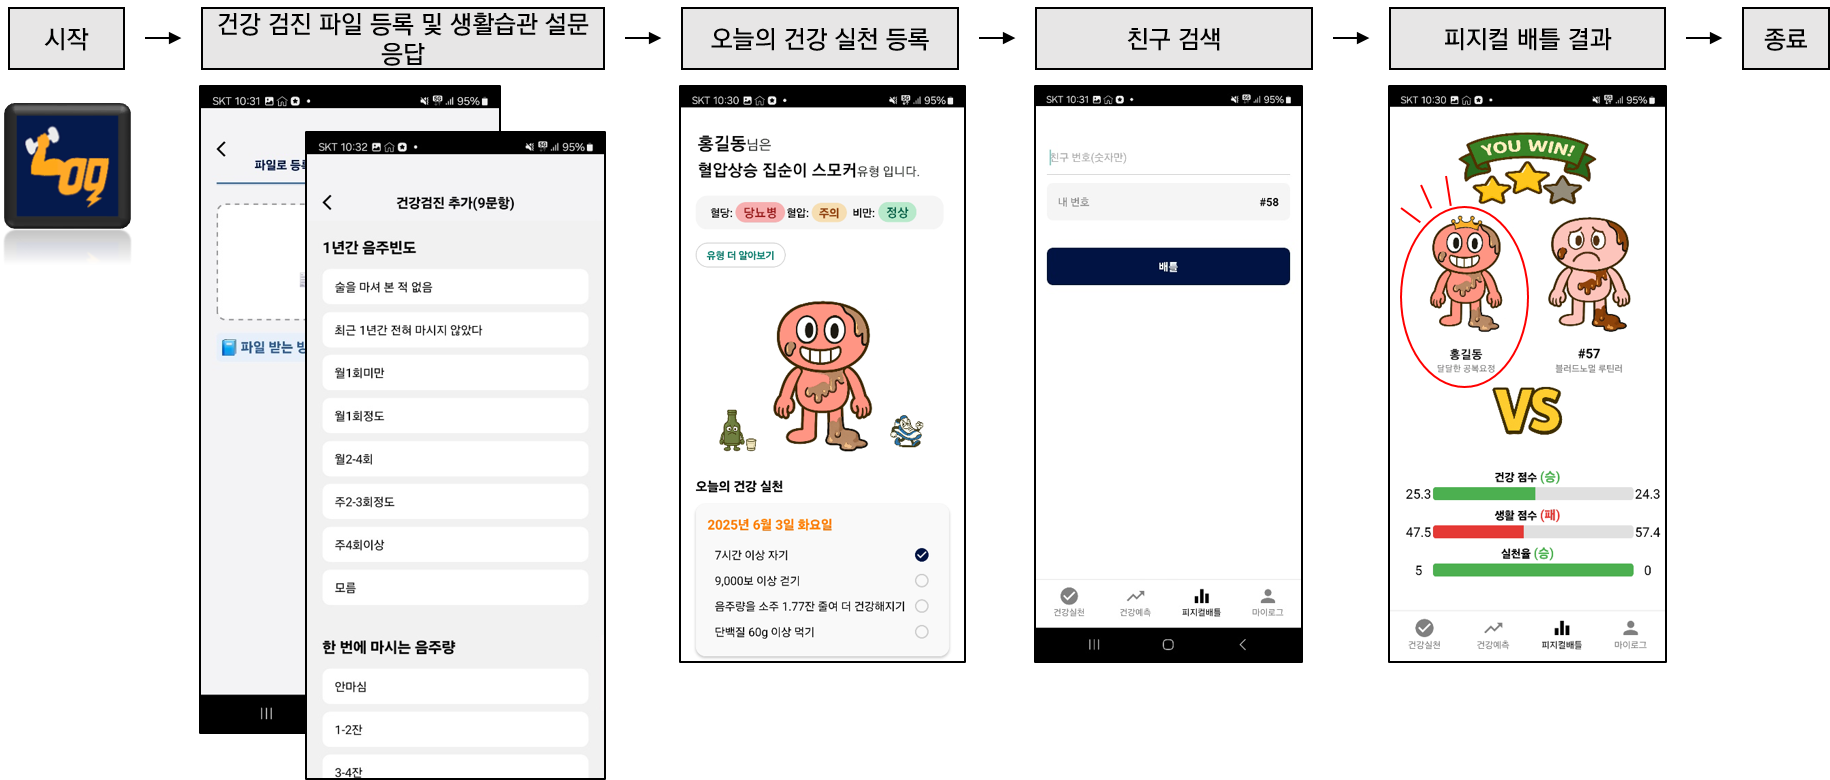 시작
건강 검진 파일 등록 및 생활습관 설문
응답
오늘의 건강 실천 등록
친구 검색
피지컬 배틀 결과
종료
Log
SKT 10:31
95%
파일로 등록
파일 받는 방
SKT 10:32
95%
건강검진 추가(9문항)
1년간 음주빈도
술을 마셔 본 적 없음
최근 1년간 전혀 마시지 않았다
월1회미만
월1회정도
월2-4회
주2-3회정도
주4회이상
모름
한 번에 마시는 음주량
안마심
1-2잔
3-4잔
SKT 10:30
95%
홍길동님은
혈압상승 집순이 스모커유형 입니다.
혈당: 당뇨병 혈압: 주의 비만: 정상
유형 더 알아보기
오늘의 건강 실천
2025년 6월 3일 화요일
7시간 이상 자기
9,000보 이상 걷기
음주량을 소주 1.77잔 줄여 더 건강해지기
단백질 60g 이상 먹기
SKT 10:31
95%
친구 번호(숫자만)
내 번호 #58
배틀
건강실천 건강예측 피지컬배틀 마이로그
SKT 10:30
95%
YOU WIN!
홍길동 #57
달달한 공복요정 블러드노멀 루틴러
VS
건강 점수 (승)
25.3 24.3
생활 점수 (패)
47.5 57.4
실천율 (승)
5 0
건강실천 건강예측 피지컬배틀 마이로그